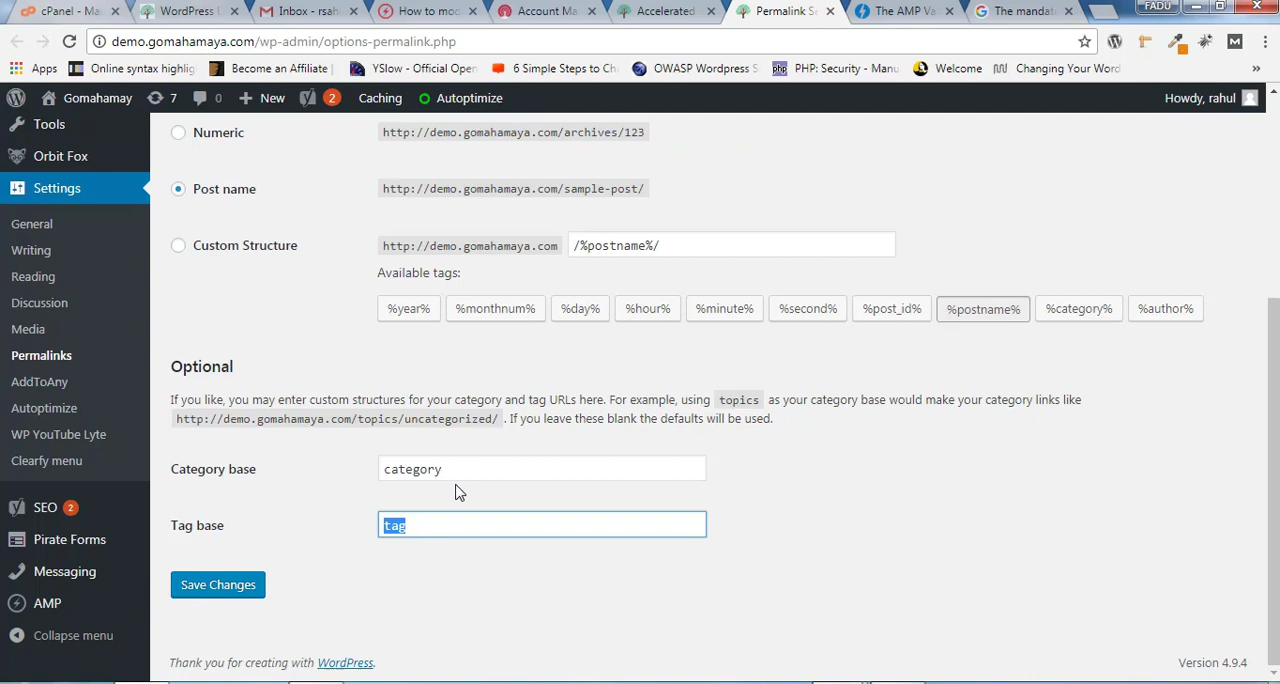 cPanel - Ma
WordPress U
Inbox - rsah
How to mod
Account Ma
Accelerated
Permalink Se
The AMP Va
The mandat
FADU
demo.gomahamaya.com/wp-admin/options-permalink.php
Apps
Online syntax highlig
Become an Affiliate |
YSlow - Official Open
6 Simple Steps to Ch
OWASP Wordpress S
php
PHP: Security - Manu
Welcome
Changing Your Word
»
Gomahamay
7
0
New
2
Caching
Autoptimize
Howdy, rahul
Tools
Orbit Fox
Settings
General
Writing
Reading
Discussion
Media
Permalinks
AddToAny
Autoptimize
WP YouTube Lyte
Clearfy menu
SEO 2
Pirate Forms
Messaging
AMP
Collapse menu
Numeric
http://demo.gomahamaya.com/archives/123
Post name
http://demo.gomahamaya.com/sample-post/
Custom Structure
http://demo.gomahamaya.com
/%postname%/
Available tags:
%year%
%monthnum%
%day%
%hour%
%minute%
%second%
%post_id%
%postname%
%category%
%author%
Optional
If you like, you may enter custom structures for your category and tag URLs here. For example, using topics as your category base would make your category links like
http://demo.gomahamaya.com/topics/uncategorized/ . If you leave these blank the defaults will be used.
Category base
category
Tag base
tag
Save Changes
Thank you for creating with WordPress.
Version 4.9.4